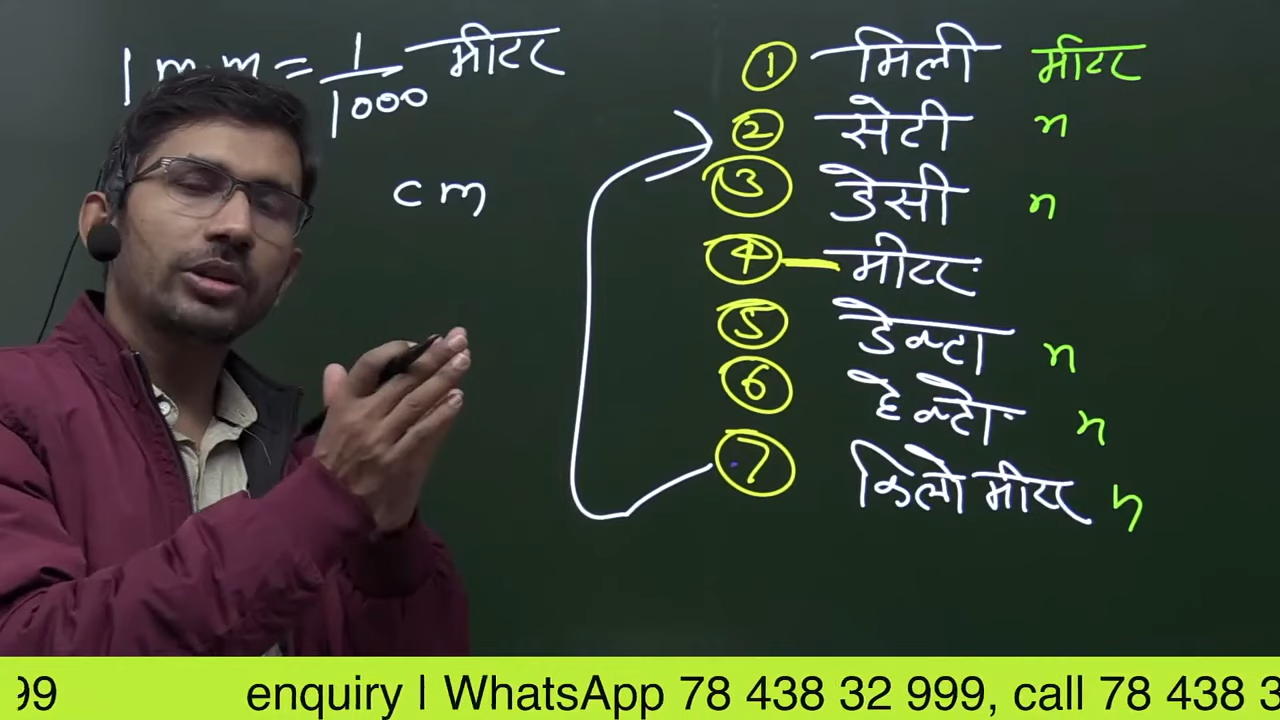 1 m.m = 1/1000 मीटर
cm
① मिली मीटर
② सेटी "
③ डेसी "
④ — मीटर
⑤ डेक्टा "
⑥ हेक्टो "
⑦ किलो मीटर "
99 enquiry | WhatsApp 78 438 32 999, call 78 438 3